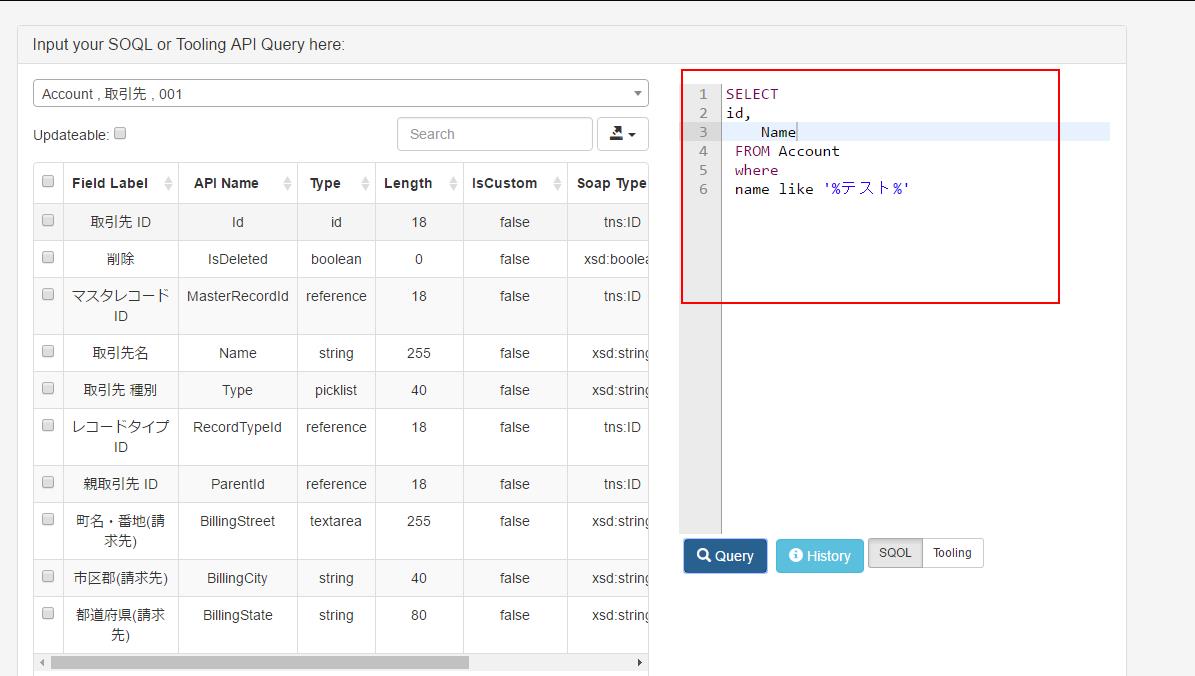 Input your SOQL or Tooling API Query here:
Account , 取引先 , 001
Updateable:
Search
Field Label API Name Type Length IsCustom Soap Type
取引先 ID Id id 18 false tns:ID
削除 IsDeleted boolean 0 false xsd:boolea
マスタレコード
ID MasterRecordId reference 18 false tns:ID
取引先名 Name string 255 false xsd:string
取引先 種別 Type picklist 40 false xsd:string
レコードタイプ
ID RecordTypeId reference 18 false tns:ID
親取引先 ID ParentId reference 18 false tns:ID
町名・番地(請
求先) BillingStreet textarea 255 false xsd:string
市区郡(請求先) BillingCity string 40 false xsd:string
都道府県(請求
先) BillingState string 80 false xsd:string
1 SELECT
2 id,
3 Name
4 FROM Account
5 where
6 name like '%テスト%'
Query History SQOL Tooling